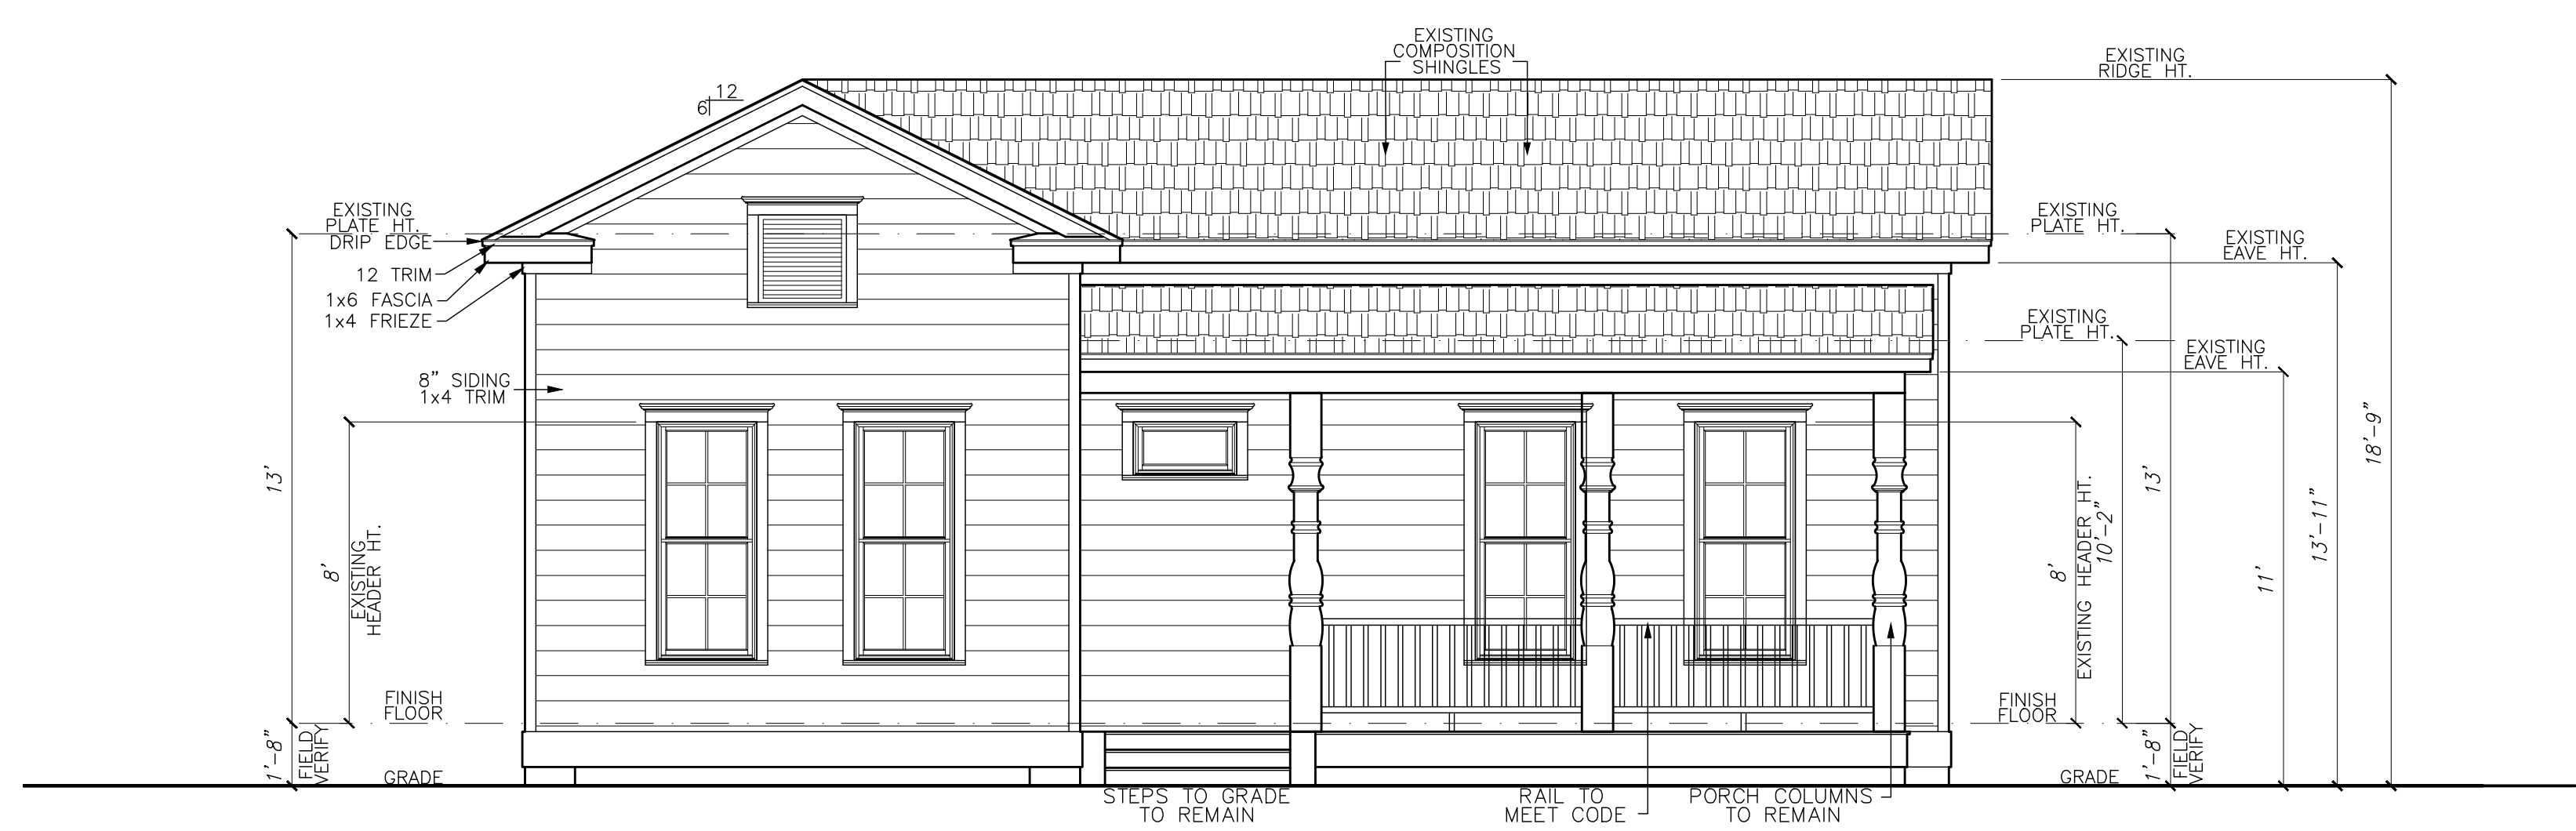 EXISTING
COMPOSITION
SHINGLES
EXISTING
RIDGE HT.
12
6
EXISTING
PLATE HT.
DRIP EDGE
12 TRIM
1x6 FASCIA
1x4 FRIEZE
8" SIDING
1x4 TRIM
EXISTING
PLATE HT.
EXISTING
EAVE HT.
EXISTING
PLATE HT.
EXISTING
EAVE HT.
13'
8'
EXISTING
HEADER HT.
FINISH
FLOOR
1'-8"
FIELD
VERIFY
GRADE
8'
EXISTING HEADER HT.
10'-2"
13'
11'
13'-11"
18'-9"
FINISH
FLOOR
1'-8"
FIELD
VERIFY
GRADE
STEPS TO GRADE
TO REMAIN
RAIL TO
MEET CODE
PORCH COLUMNS
TO REMAIN